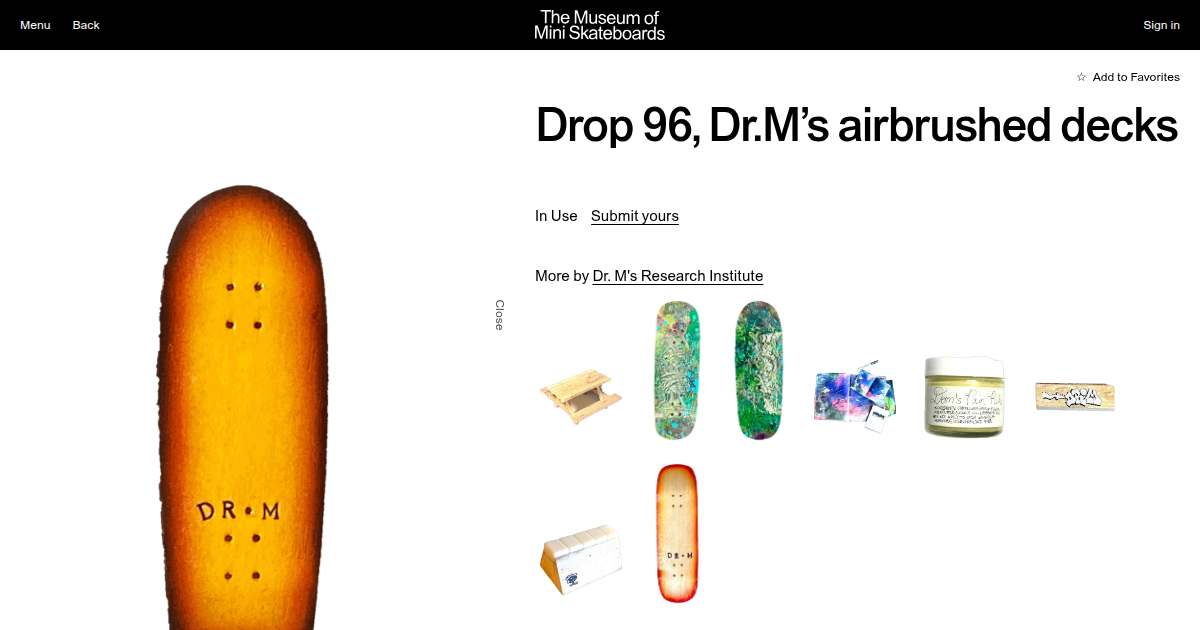 Menu
Back
The Museum of
Mini Skateboards
Sign in
☆ Add to Favorites
Drop 96, Dr.M’s airbrushed decks
In Use
Submit yours
More by Dr. M's Research Institute
Close
DR•M
DR•M